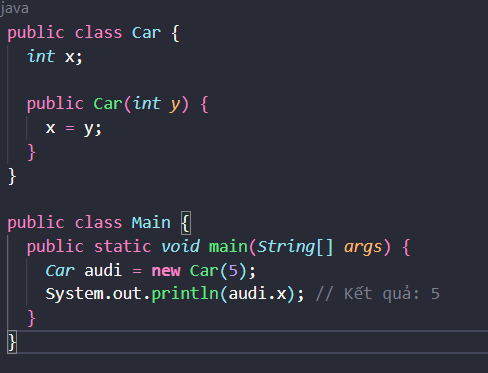 java
public class Car {
  int x;
  public Car(int y) {
    x = y;
  }
}
public class Main {
  public static void main(String[] args) {
    Car audi = new Car(5);
    System.out.println(audi.x); // Kết quả: 5
  }
}